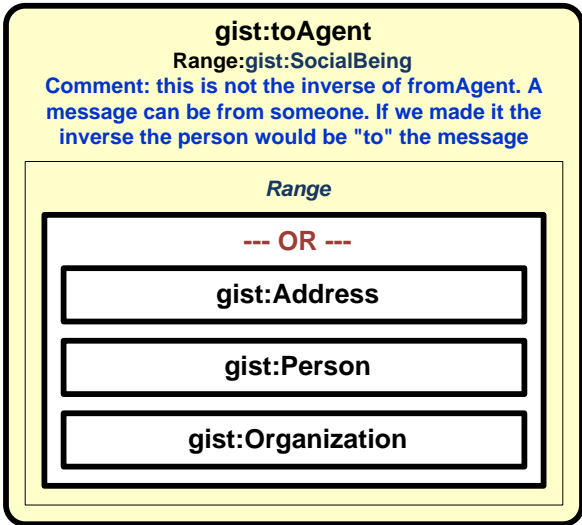 gist:toAgent
Range:gist:SocialBeing
Comment: this is not the inverse of fromAgent. A
message can be from someone. If we made it the
inverse the person would be "to" the message
Range
--- OR ---
gist:Address
gist:Person
gist:Organization